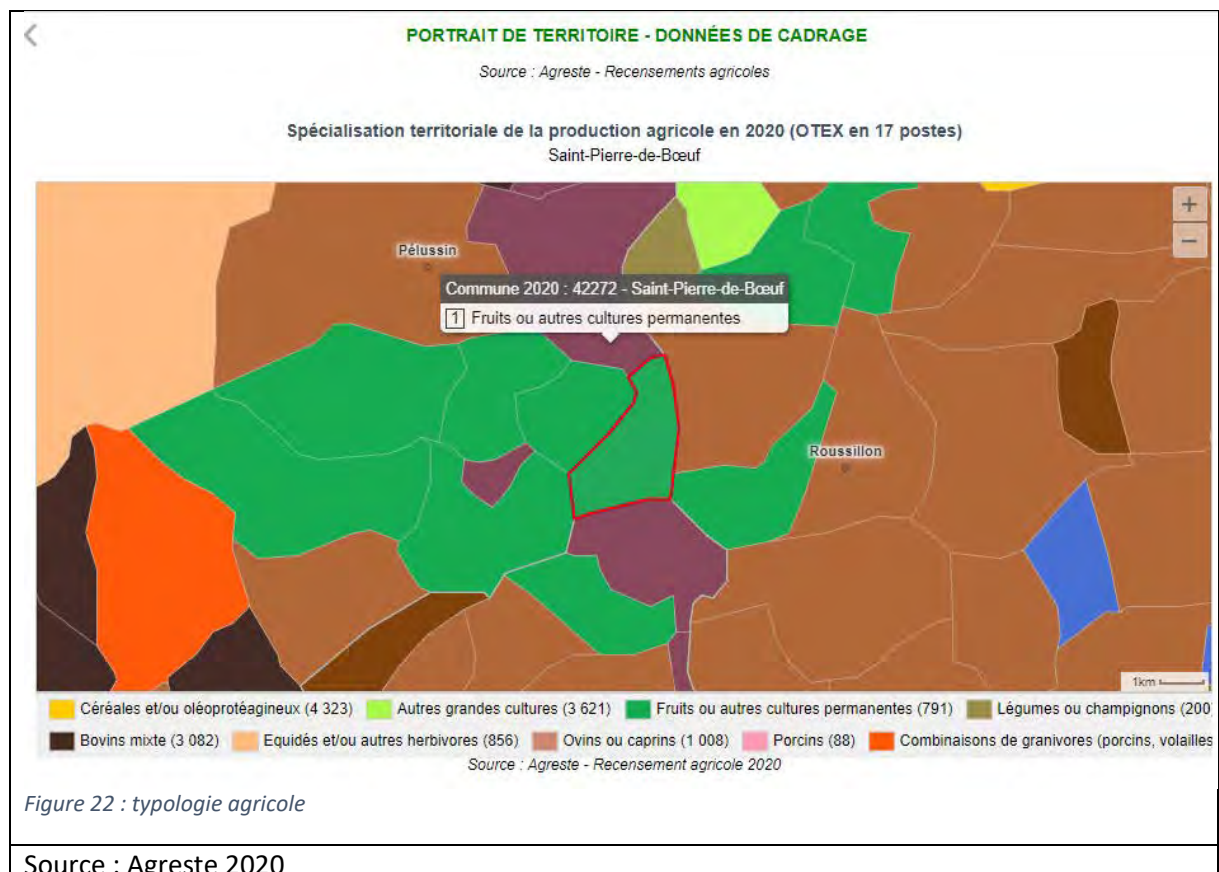 PORTRAIT DE TERRITOIRE - DONNÉES DE CADRAGE
Source : Agreste - Recensements agricoles
Spécialisation territoriale de la production agricole en 2020 (OTEX en 17 postes)
Saint-Pierre-de-Bœuf
+
−
Pélussin
Commune 2020 : 42272 - Saint-Pierre-de-Bœuf
1 Fruits ou autres cultures permanentes
Roussillon
1km
Céréales et/ou oléoprotéagineux (4 323) Autres grandes cultures (3 621) Fruits ou autres cultures permanentes (791) Légumes ou champignons (200
Bovins mixte (3 082) Equidés et/ou autres herbivores (856) Ovins ou caprins (1 008) Porcins (88) Combinaisons de granivores (porcins, volailles
Source : Agreste - Recensement agricole 2020
Figure 22 : typologie agricole
Source : Agreste 2020